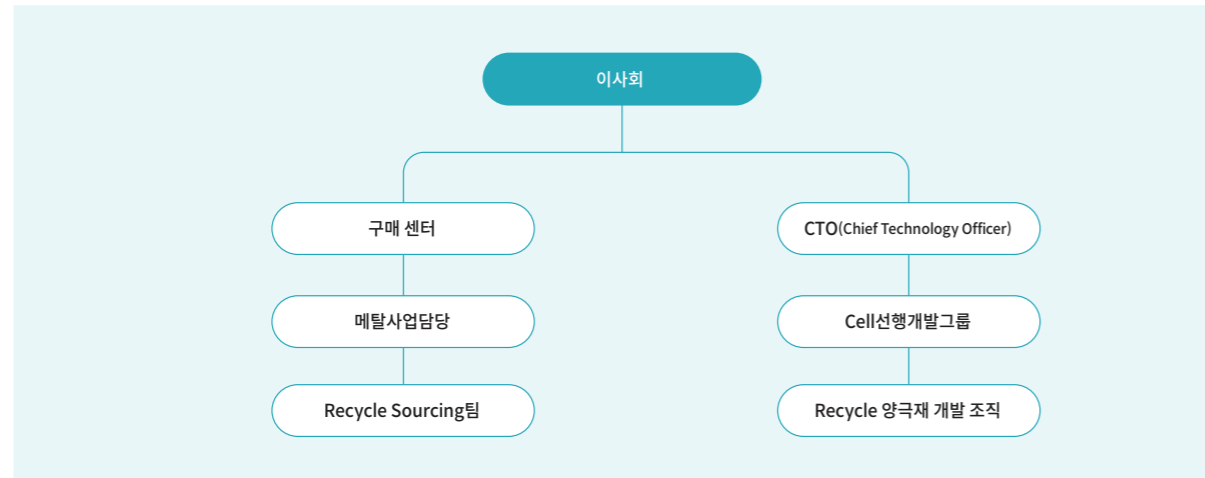 이사회
구매 센터
CTO(Chief Technology Officer)
메탈사업담당
Cell선행개발그룹
Recycle Sourcing팀
Recycle 양극재 개발 조직